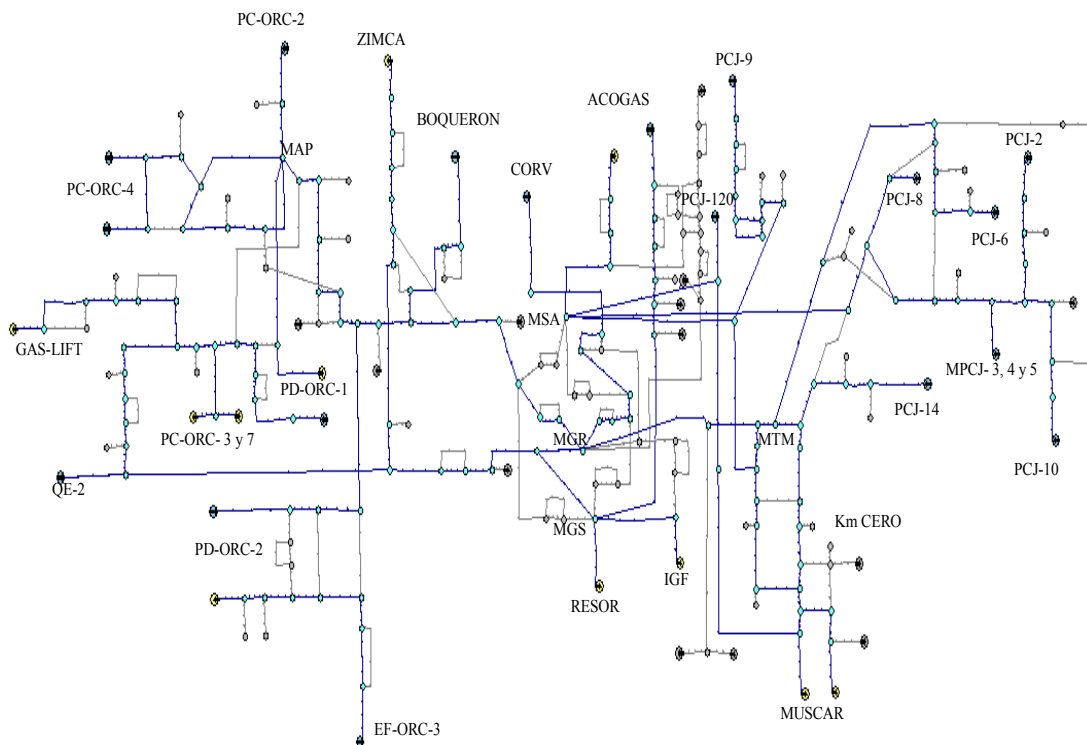 PC-ORC-2
ZIMCA
PCJ-9
ACOGAS
BOQUERON
PCJ-2
MAP
CORV
PC-ORC-4
PCJ-120
PCJ-8
PCJ-6
MSA
GAS-LIFT
PD-ORC-1
MPCJ- 3, 4 y 5
PCJ-14
PC-ORC- 3 y 7
MGR
MTM
PCJ-10
QE-2
Km CERO
MGS
PD-ORC-2
IGF
RESOR
MUSCAR
EF-ORC-3